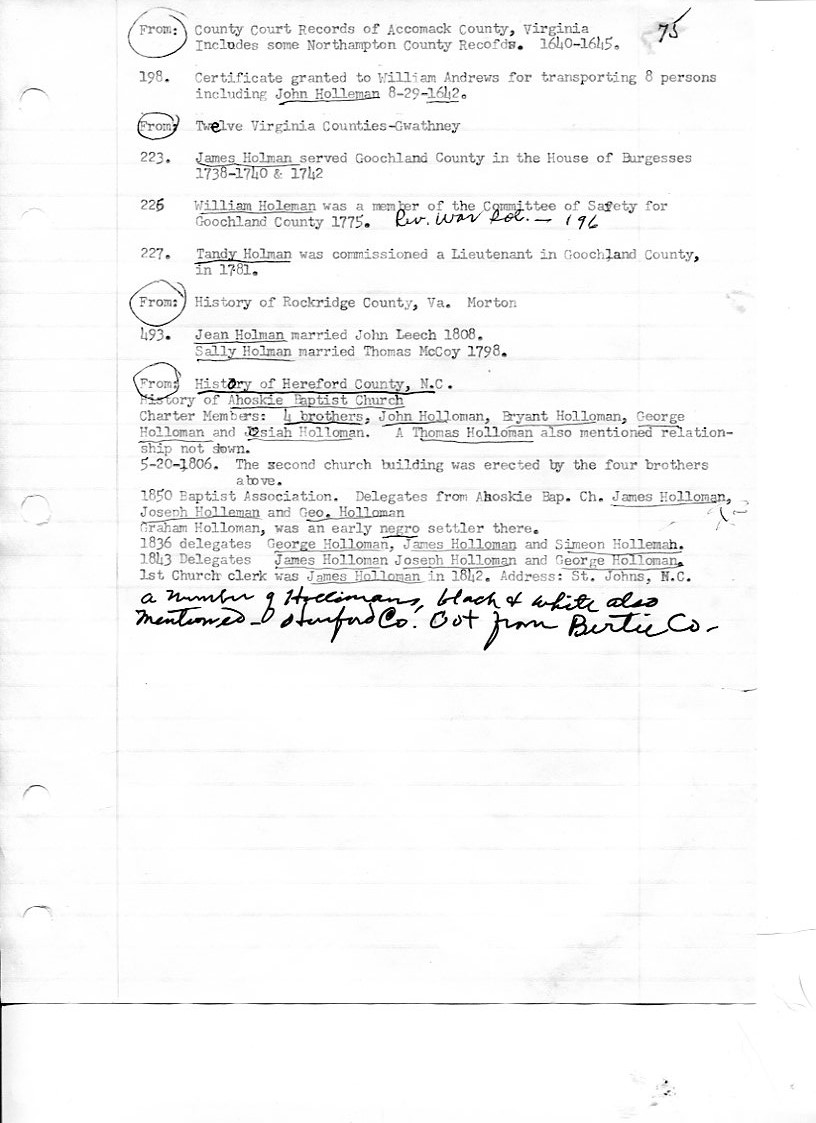 75
From: County Court Records of Accomack County, Virginia
Includes some Northampton County Recofds. 1640-1645.
198. Certificate granted to William Andrews for transporting 8 persons
including John Holleman 8-29-1642.
From: Twelve Virginia Counties-Gwathney
223. James Holman served Goochland County in the House of Burgesses
1738-1740 & 1742
226 William Holeman was a member of the Committee of Safety for
Goochland County 1775. Rev. War Sol. - 196
227. Tandy Holman was commissioned a Lieutenant in Goochland County,
in 1781.
From: History of Rockridge County, Va. Morton
493. Jean Holman married John Leech 1808.
Sally Holman married Thomas McCoy 1798.
From: History of Hereford County, N.C.
History of Ahoskie Baptist Church
Charter Members: 4 brothers, John Holloman, Bryant Holloman, George
Holloman and Josiah Holloman. A Thomas Holloman also mentioned relation-
ship not down.
5-20-1806. The second church building was erected by the four brothers
above.
1850 Baptist Association. Delegates from Ahoskie Bap. Ch. James Holloman,
Joseph Holleman and Geo. Holloman
Graham Holloman, was an early negro settler there.
1836 delegates George Holloman, James Holloman and Simeon Hollemah.
1843 Delegates James Holloman Joseph Holloman and George Holloman.
1st Church clerk was James Holloman in 1842. Address: St. Johns, N.C.
a number of Hollimans, black & white also
mentioned - Co. Cut from Bertie Co-